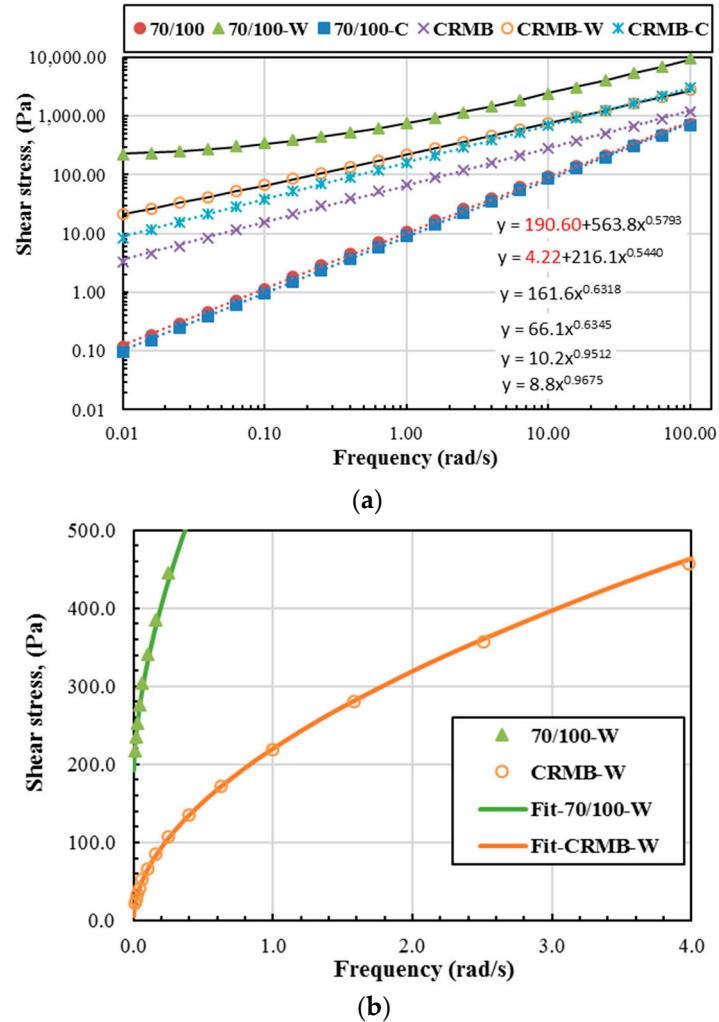 70/100 70/100-W 70/100-C CRMB CRMB-W CRMB-C
10,000.00
1,000.00
100.00
10.00
1.00
0.10
0.01
Shear stress, (Pa)
y = 190.60+563.8x^0.5793
y = 4.22+216.1x^0.5440
y = 161.6x^0.6318
y = 66.1x^0.6345
y = 10.2x^0.9512
y = 8.8x^0.9675
0.01 0.10 1.00 10.00 100.00
Frequency (rad/s)
(a)
500.0
400.0
300.0
200.0
100.0
0.0
Shear stress, (Pa)
70/100-W
CRMB-W
Fit-70/100-W
Fit-CRMB-W
0.0 1.0 2.0 3.0 4.0
Frequency (rad/s)
(b)